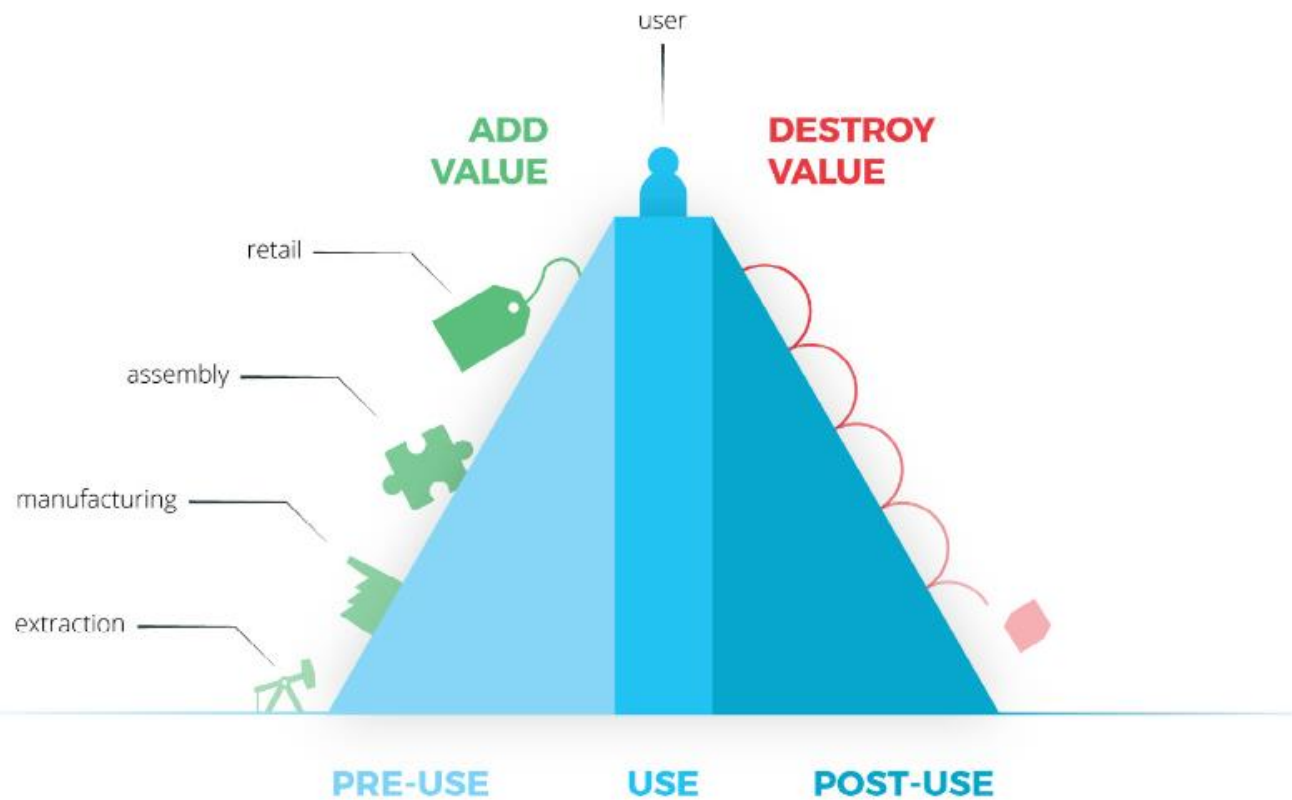 user
ADD
VALUE
DESTROY
VALUE
retail
assembly
manufacturing
extraction
PRE-USE
USE
POST-USE